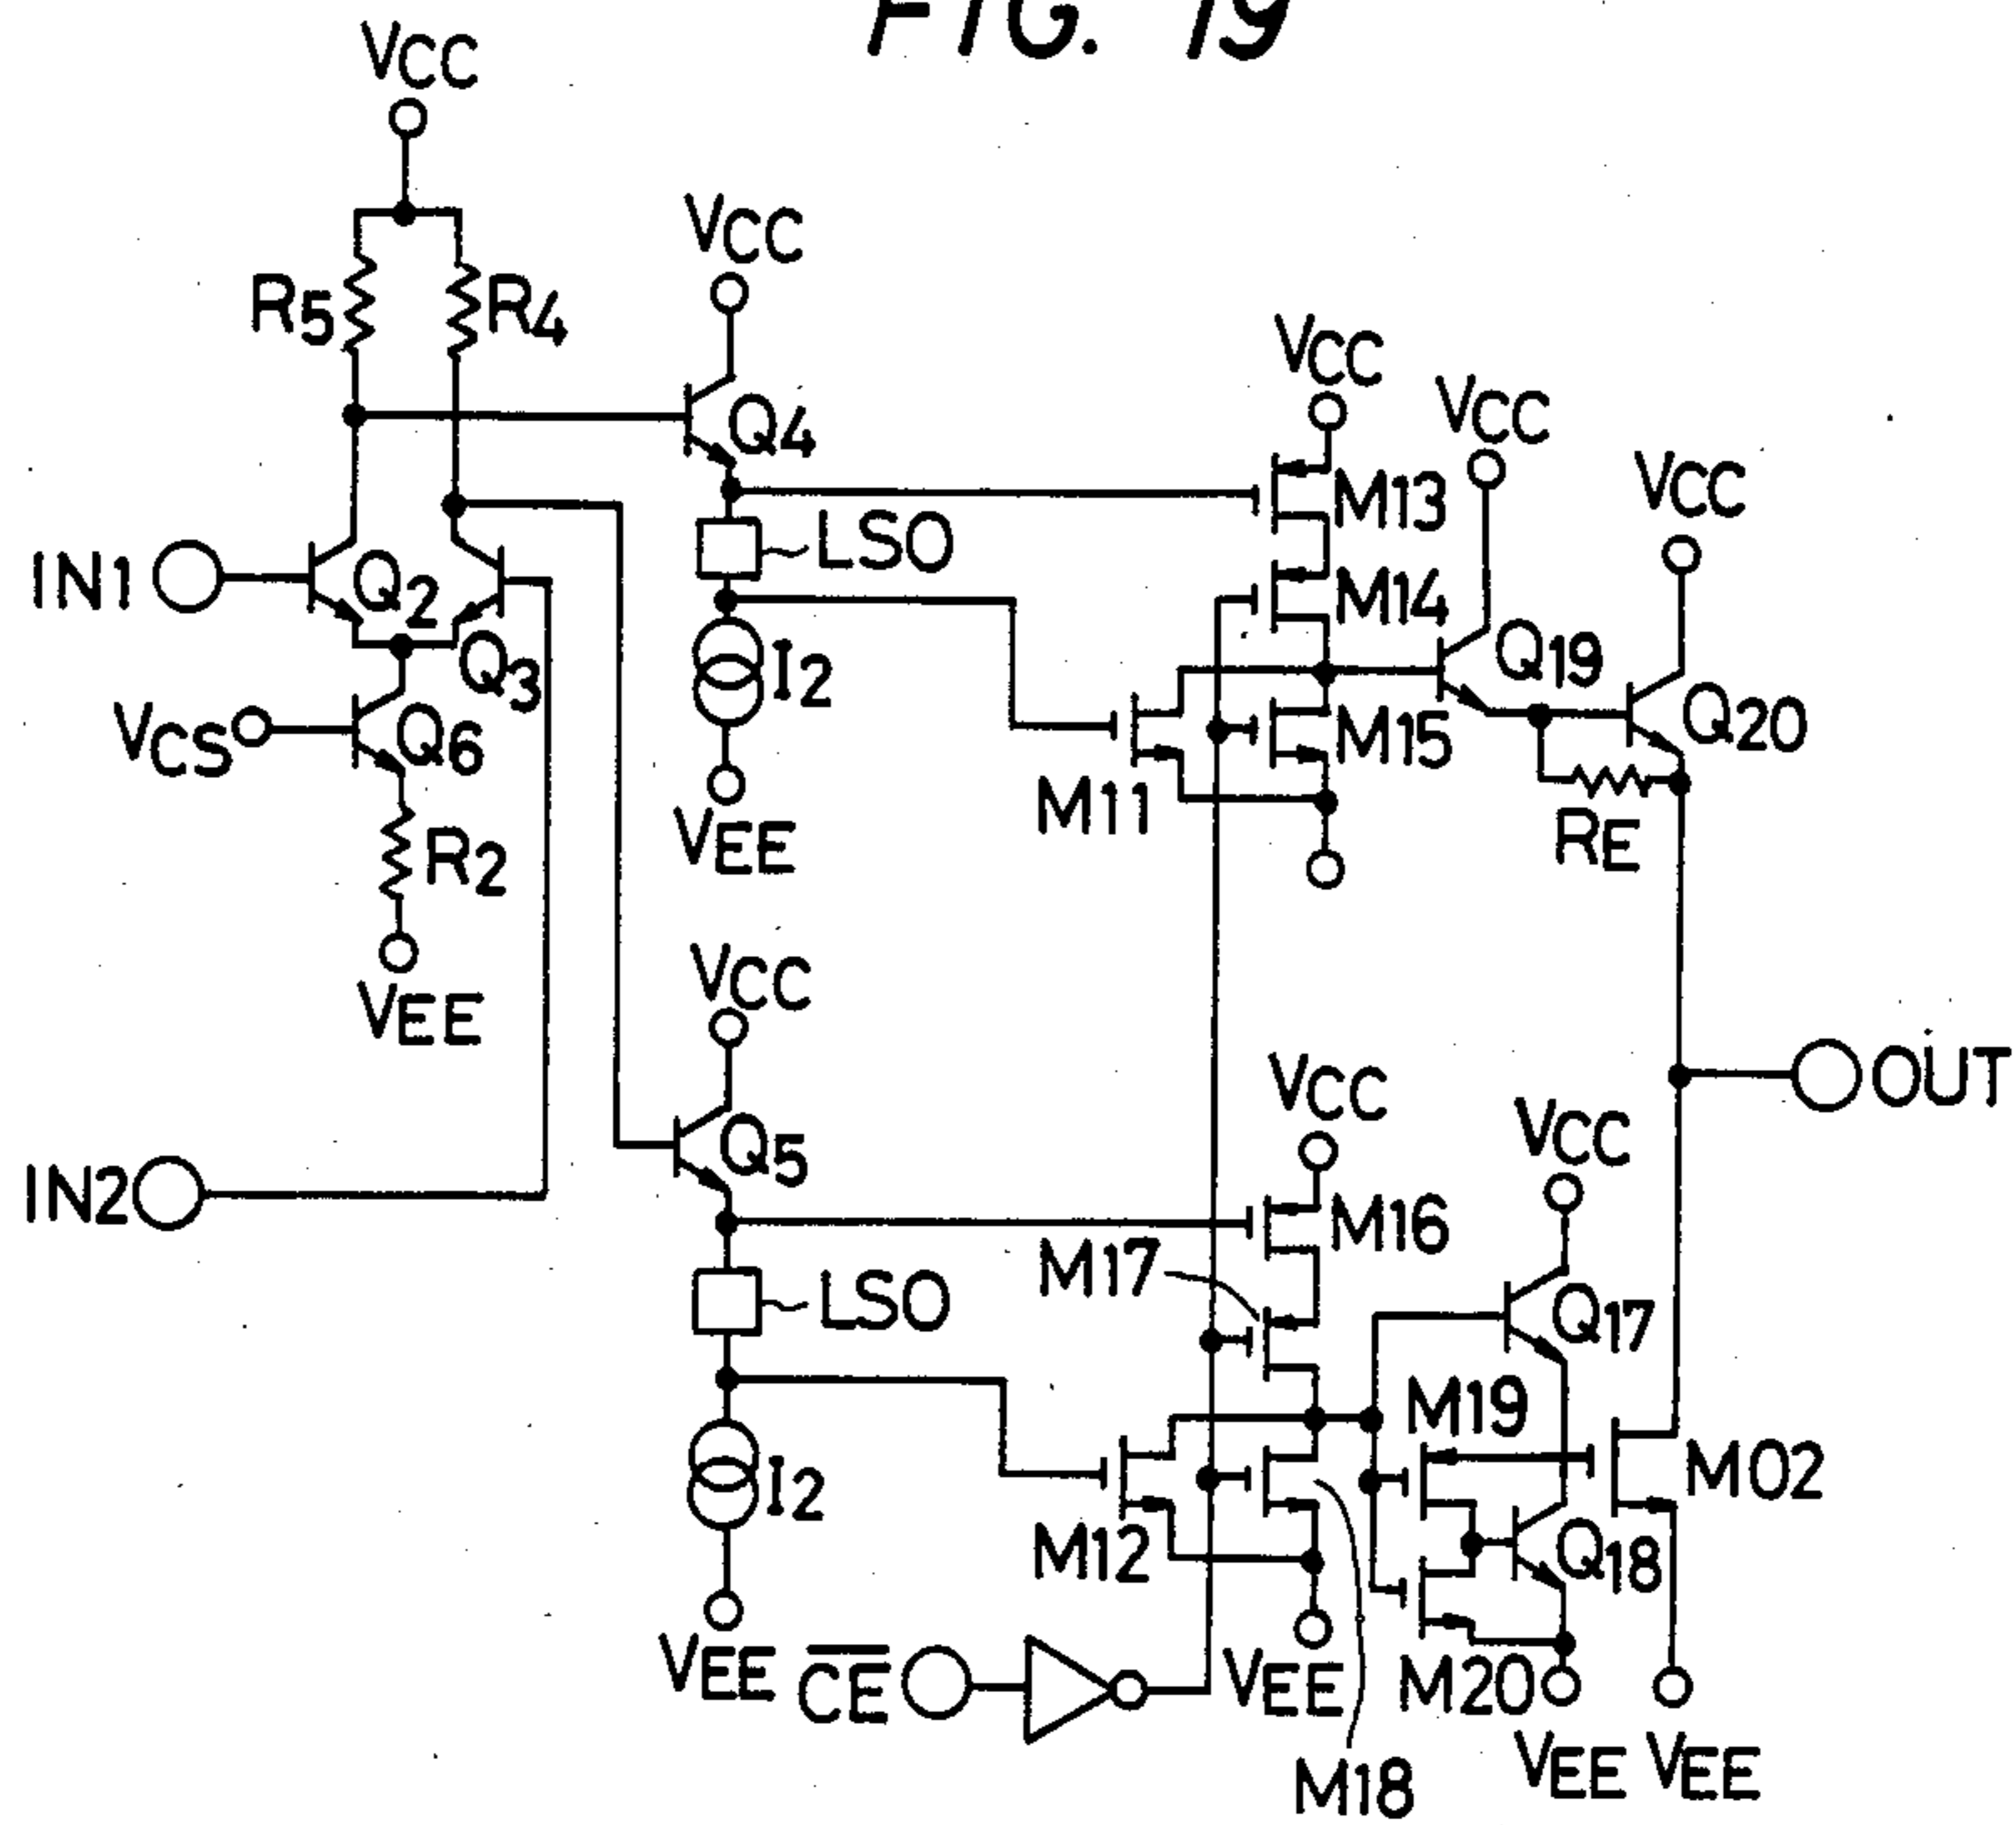 FIG. 19
VCC
R5
R4
VCC
Q4
VCC
VCC
VCC
M13
LSO
IN1
Q2
Q3
M14
Q19
I2
VCS
Q6
M11
M15
Q20
RE
VEE
R2
VEE
VCC
Q5
OUT
VCC
VCC
IN2
M16
M17
LSO
Q17
M19
I2
M12
MO2
Q18
VEE
CE
VEE
M20
M18
VEE
VEE